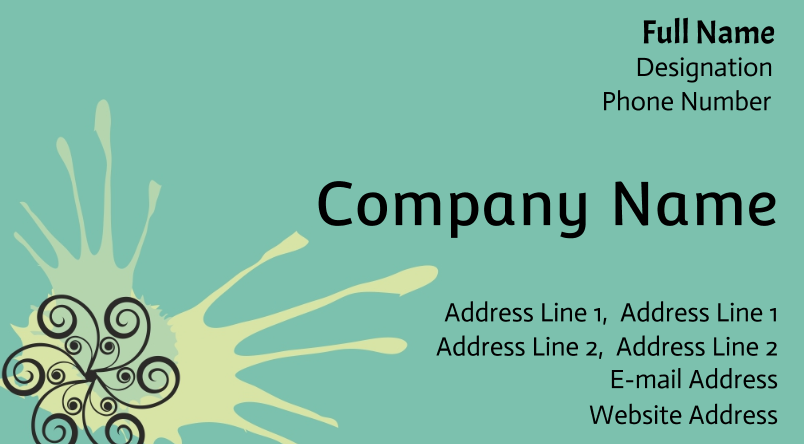 Full Name
Designation
Phone Number
Company Name
Address Line 1, Address Line 1
Address Line 2, Address Line 2
E-mail Address
Website Address